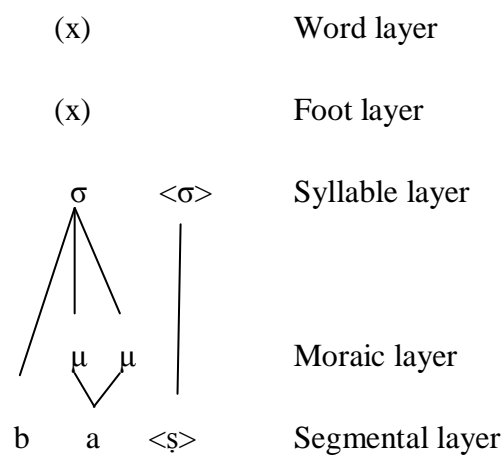 (x) Word layer
(x) Foot layer
σ <σ> Syllable layer
μ μ Moraic layer
b a <ṣ> Segmental layer